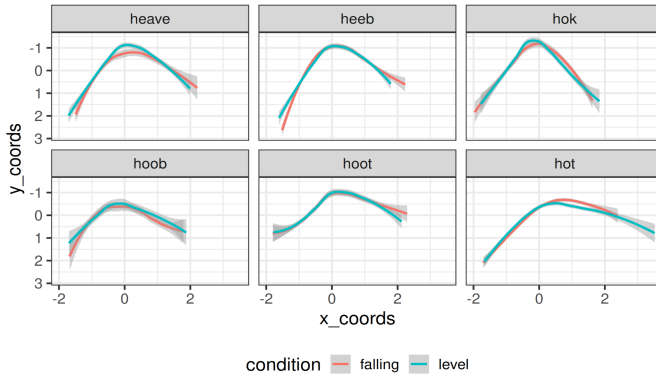 heave heeb hok
-1
0
1
2
3
hoob hoot hot
-1
0
1
2
3
-2 0 2 -2 0 2 -2 0 2
y_coords
x_coords
condition falling level